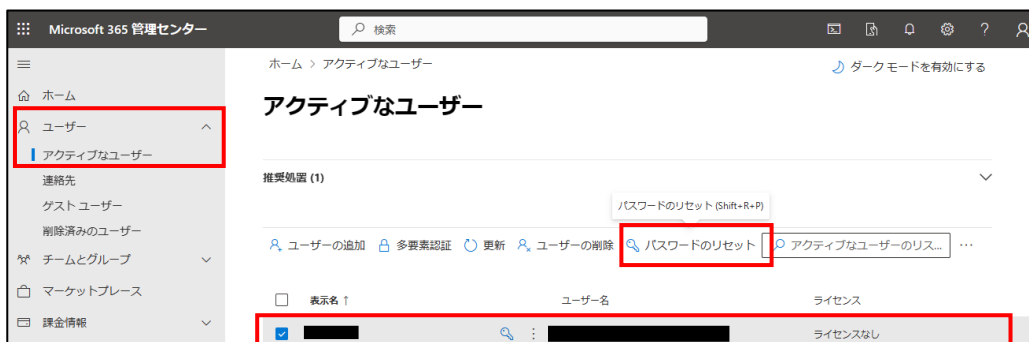 Microsoft 365 管理センター
検索
ホーム > アクティブなユーザー
ダーク モードを有効にする
ホーム
ユーザー
アクティブなユーザー
連絡先
ゲスト ユーザー
削除済みのユーザー
チームとグループ
マーケットプレース
課金情報
アクティブなユーザー
推奨処置 (1)
パスワードのリセット (Shift+R+P)
ユーザーの追加 多要素認証 更新 ユーザーの削除 パスワードのリセット アクティブなユーザーのリス... ...
表示名 ↑ ユーザー名 ライセンス
ライセンスなし